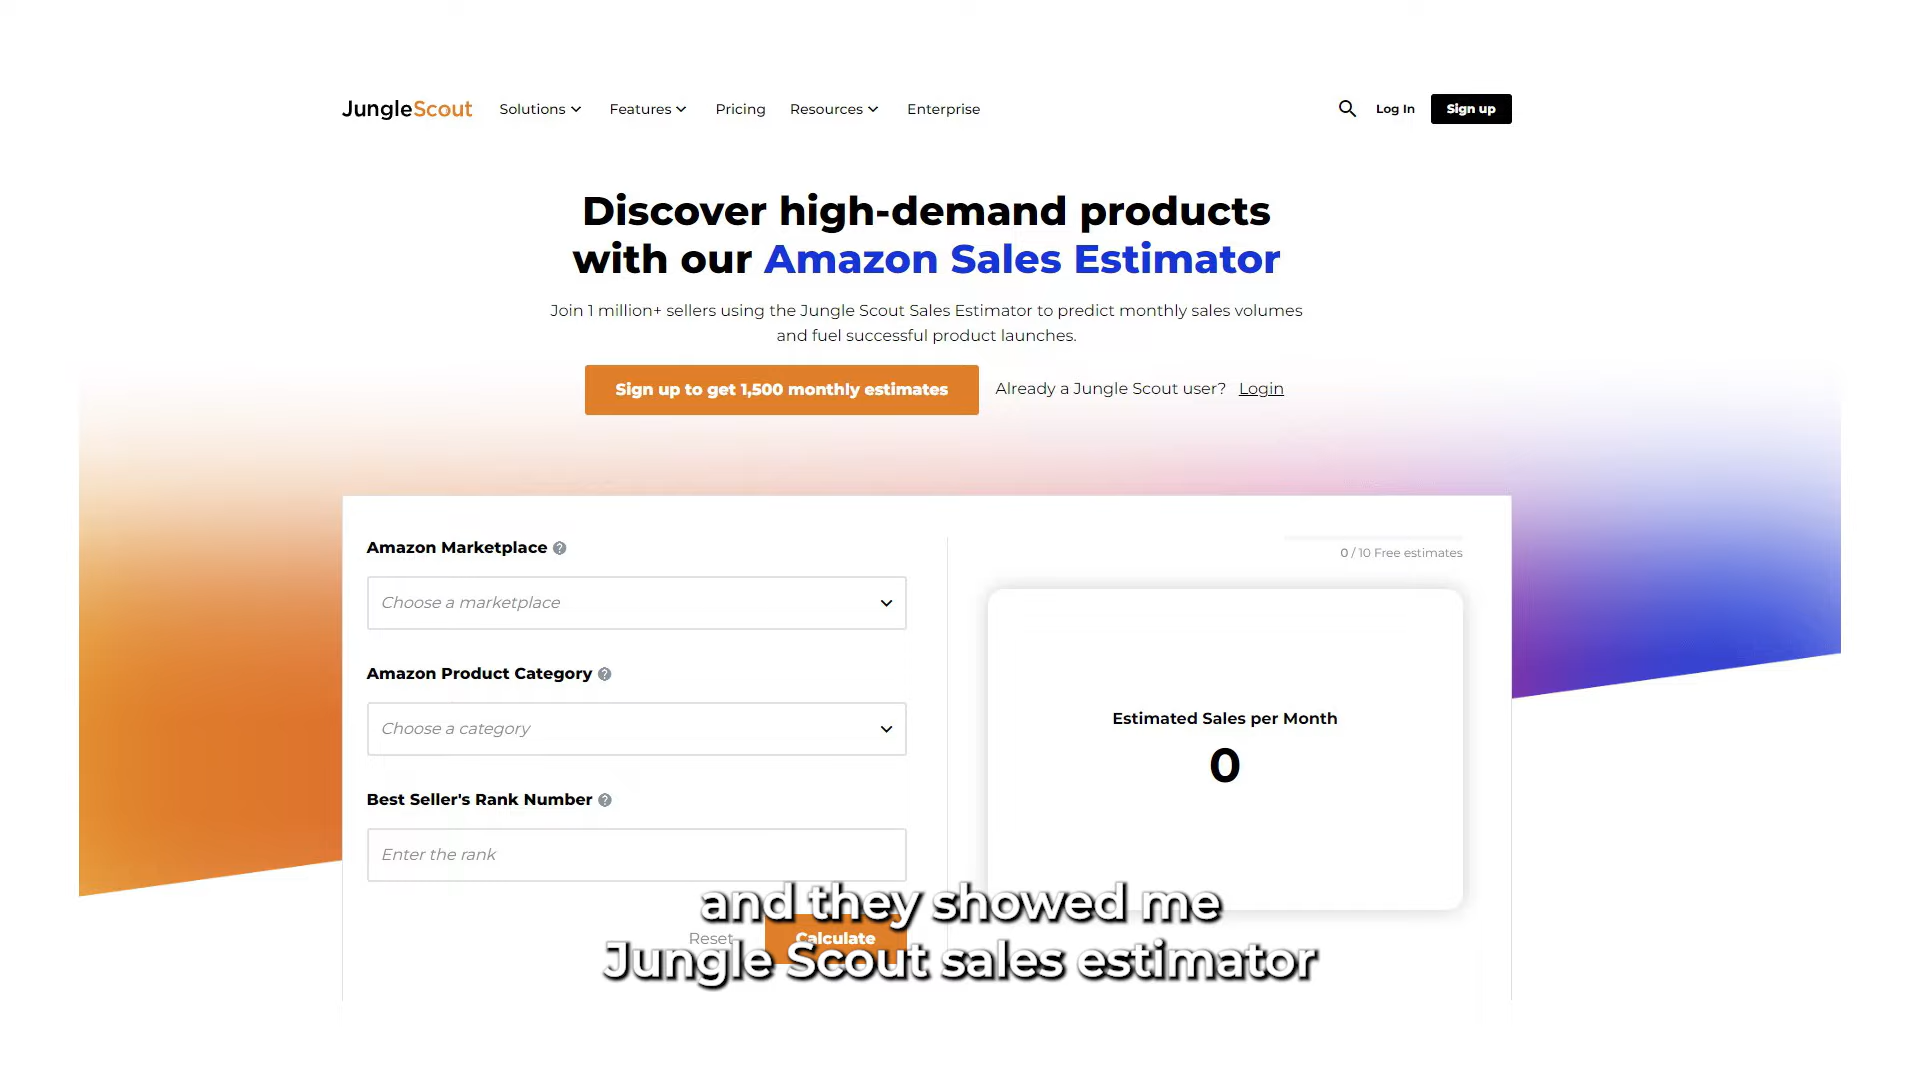 JungleScout Solutions Features Pricing Resources Enterprise Log In Sign up
Discover high-demand products
with our Amazon Sales Estimator
Join 1 million+ sellers using the Jungle Scout Sales Estimator to predict monthly sales volumes
and fuel successful product launches.
Sign up to get 1,500 monthly estimates Already a Jungle Scout user? Login
Amazon Marketplace ?
Choose a marketplace
Amazon Product Category ?
Choose a category
Best Seller's Rank Number ?
Enter the rank
Reset Calculate
0 / 10 Free estimates
Estimated Sales per Month
0
and they showed me
Jungle Scout sales estimator